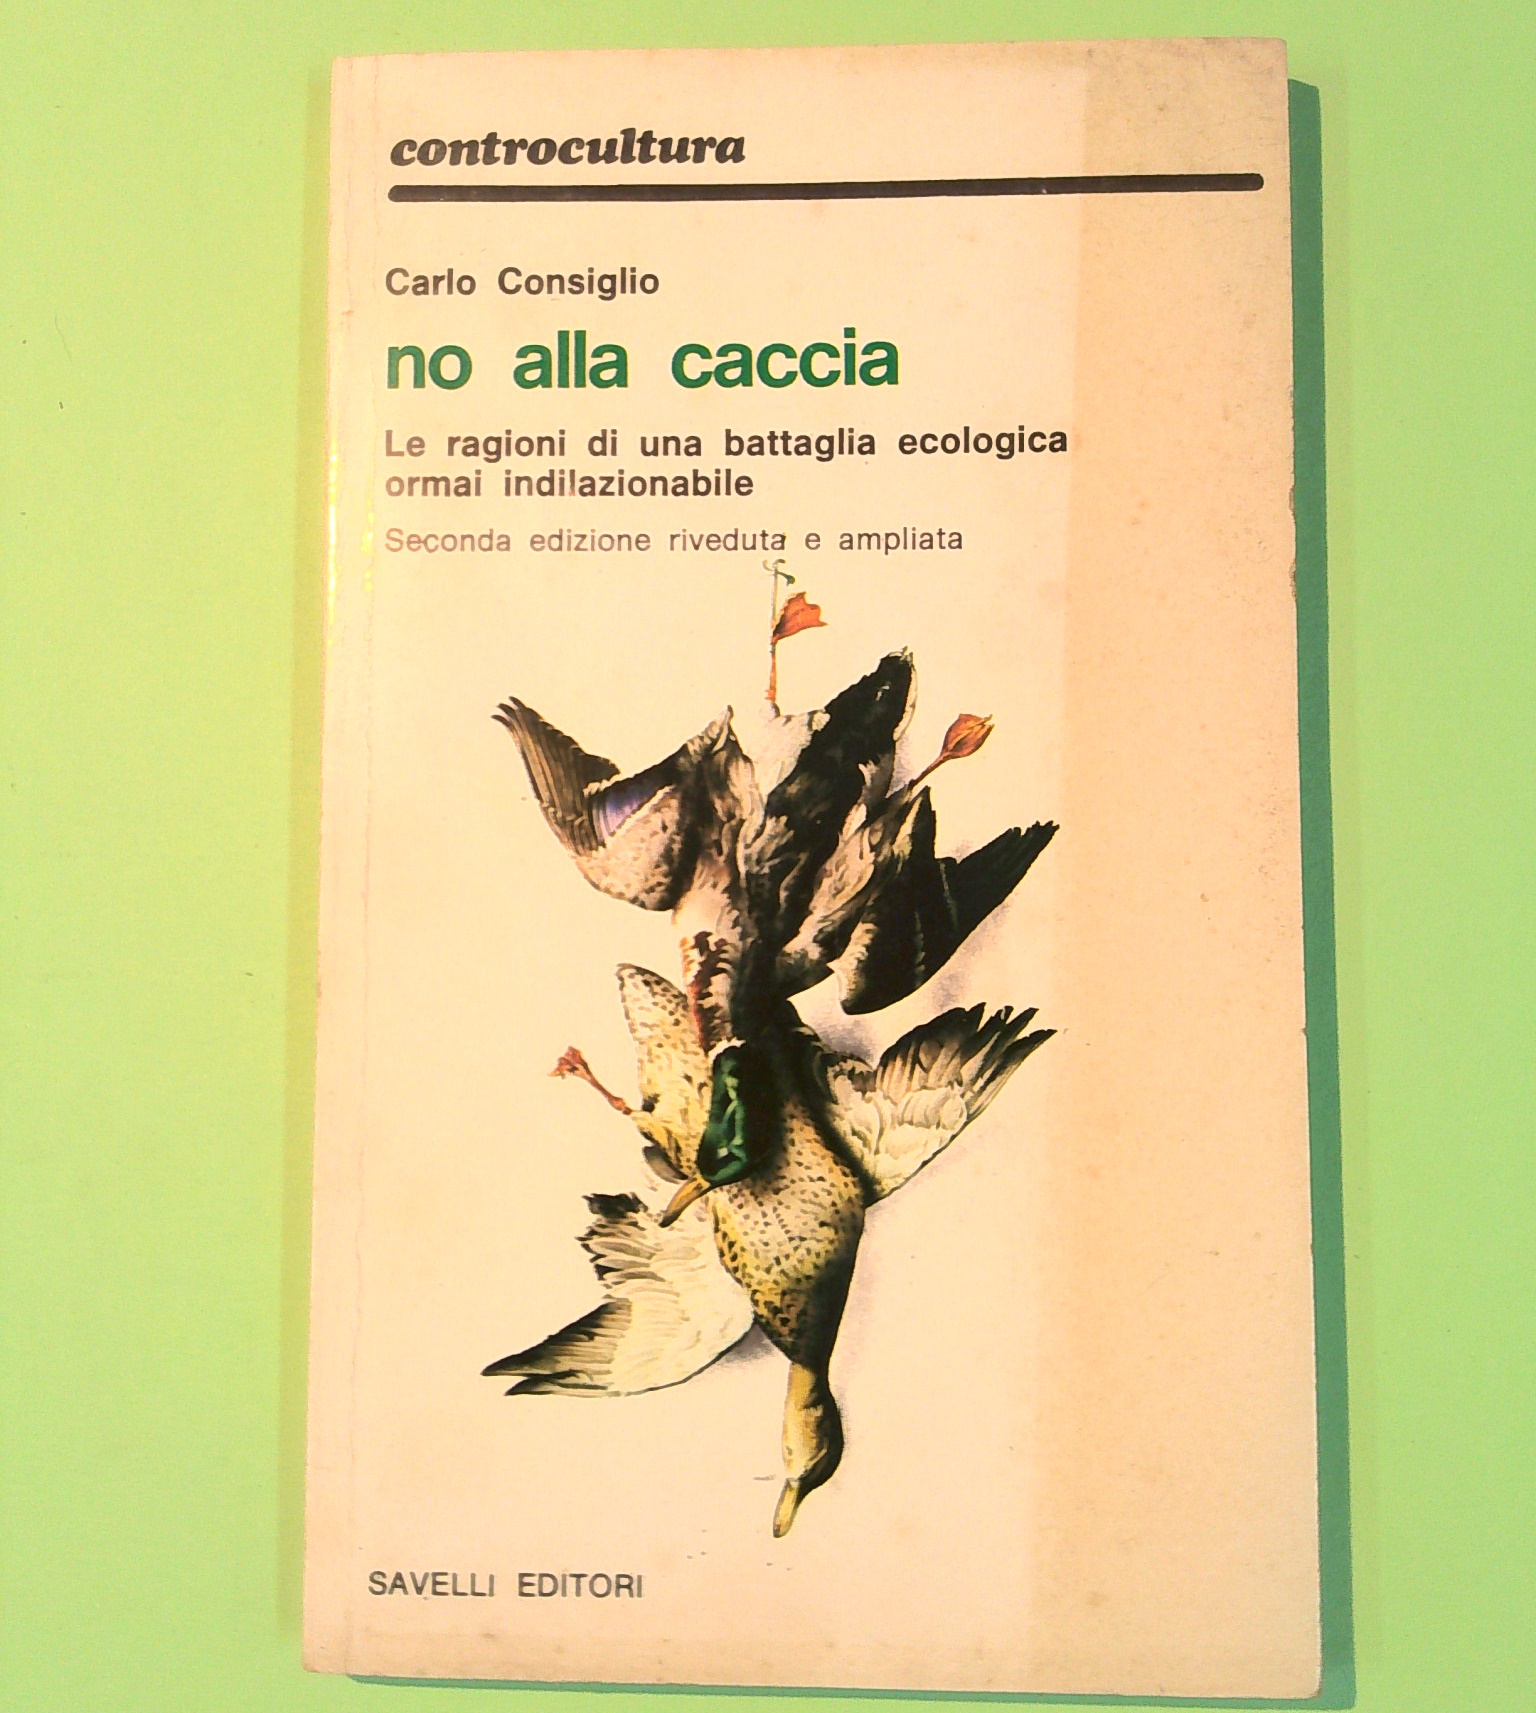 controcultura
Carlo Consiglio
no alla caccia
Le ragioni di una battaglia ecologica
ormai indilazionabile
Seconda edizione riveduta e ampliata
SAVELLI EDITORI